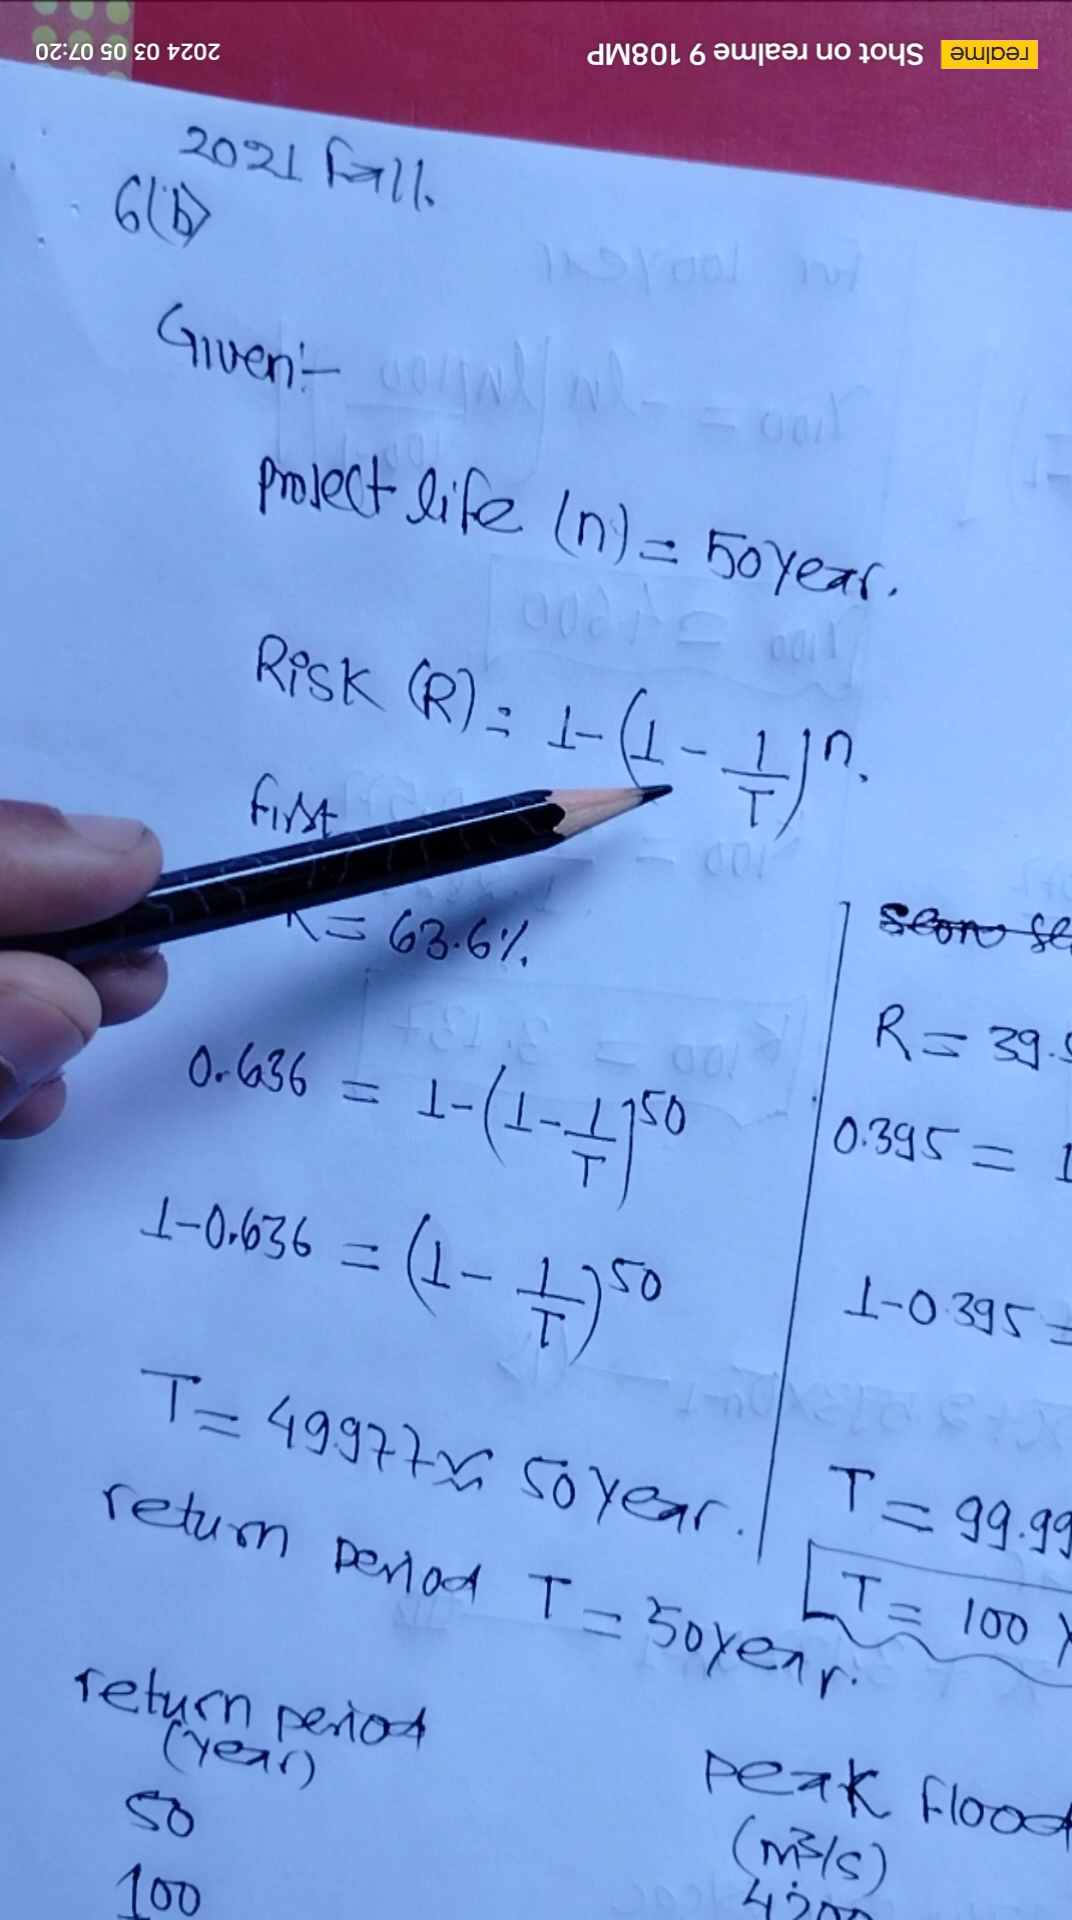 realme Shot on realme 9 108MP
2024 03 05 07:20
2021 Fall.
6(b)
Given:-
Project life (n) = 50 year.
Risk (R) = 1-(1 - 1/T)^n.
First
R = 63.6%.
0.636 = 1-(1-1/T)^50
1-0.636 = (1 - 1/T)^50
T = 49.977 ≈ 50 year.
return period T = 50 year.
R = 39.5
0.395 = 1
1-0.395 =
T = 99.99
T = 100 Y
return period
(year)
50
100
Peak flood
(m³/s)